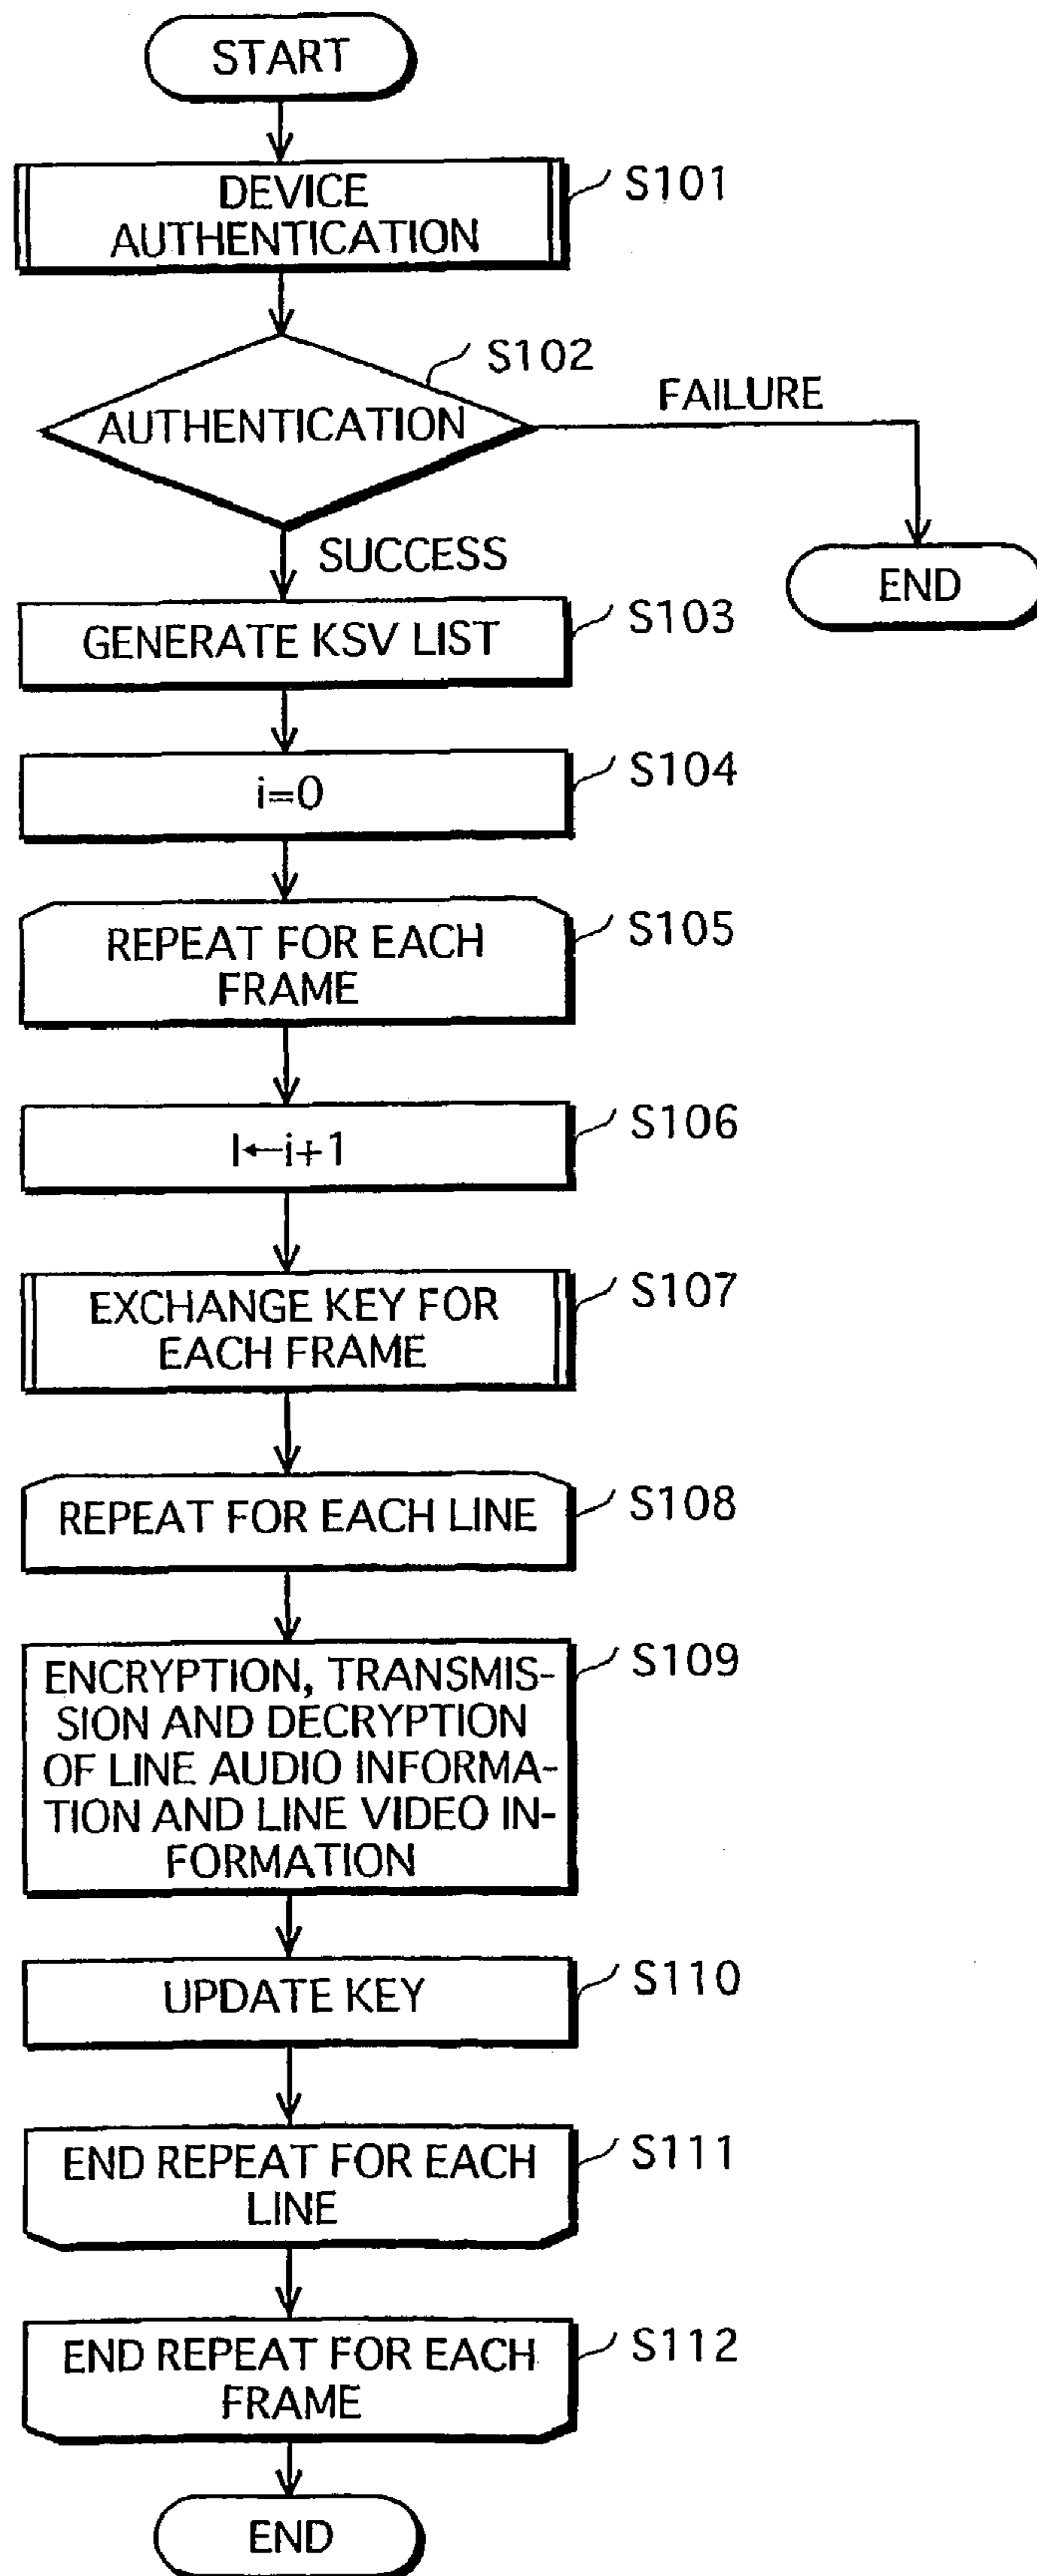 START
DEVICE
AUTHENTICATION
S101
S102
AUTHENTICATION
FAILURE
SUCCESS
END
GENERATE KSV LIST
S103
i=0
S104
REPEAT FOR EACH
FRAME
S105
I←i+1
S106
EXCHANGE KEY FOR
EACH FRAME
S107
REPEAT FOR EACH LINE
S108
ENCRYPTION, TRANSMIS-
SION AND DECRYPTION
OF LINE AUDIO INFORMA-
TION AND LINE VIDEO IN-
FORMATION
S109
UPDATE KEY
S110
END REPEAT FOR EACH
LINE
S111
END REPEAT FOR EACH
FRAME
S112
END